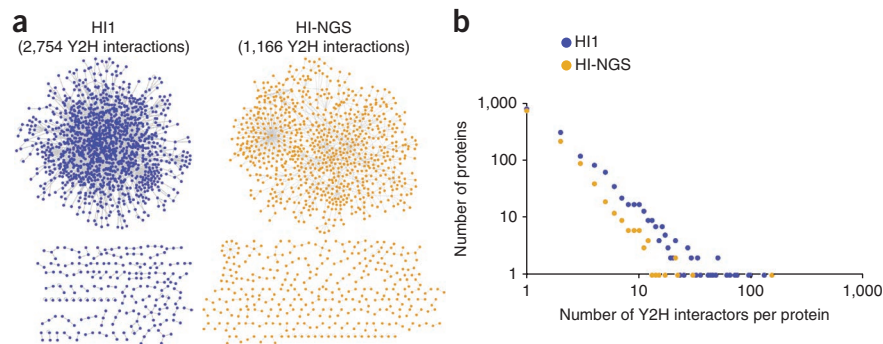 a
HI1
(2,754 Y2H interactions)
HI-NGS
(1,166 Y2H interactions)
b
HI1
HI-NGS
1,000
100
10
1
Number of proteins
1
10
100
1,000
Number of Y2H interactors per protein